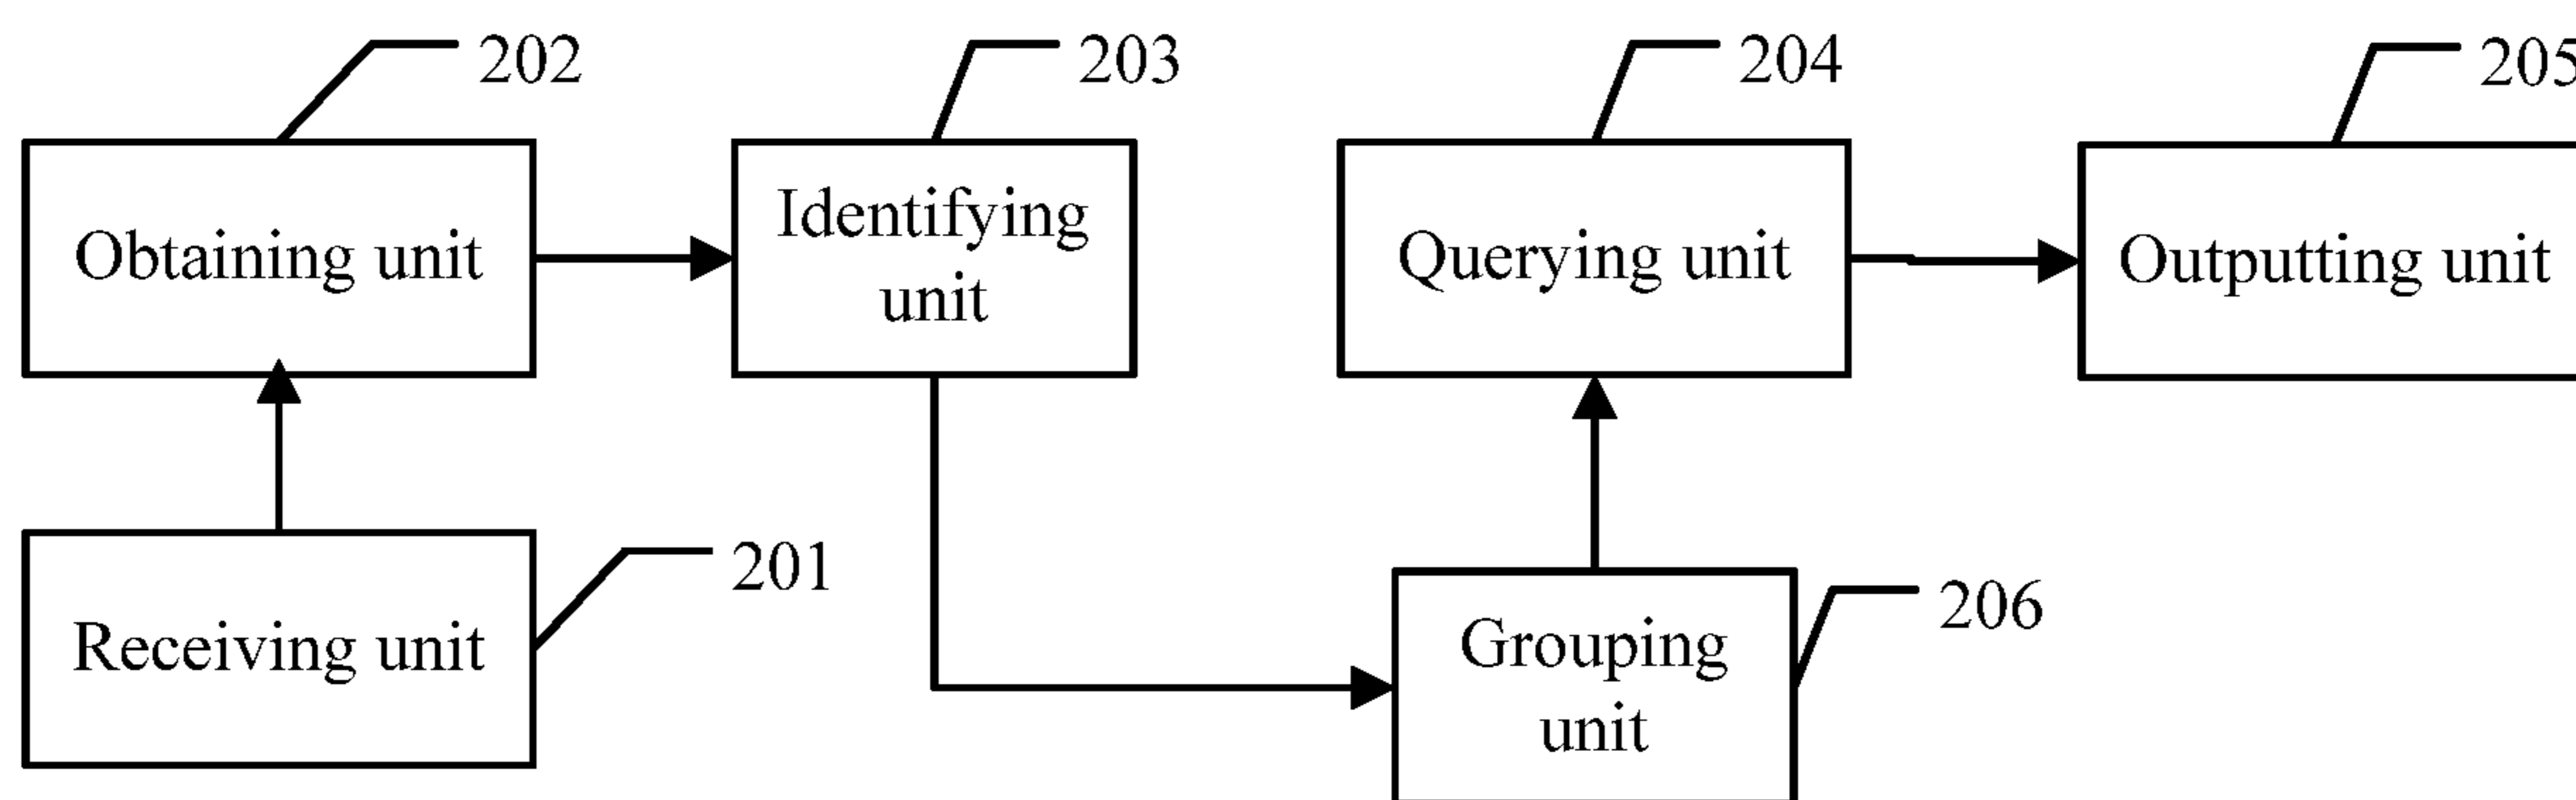 202
203
204
205
Obtaining unit
Identifying
unit
Querying unit
Outputting unit
201
Receiving unit
206
Grouping
unit